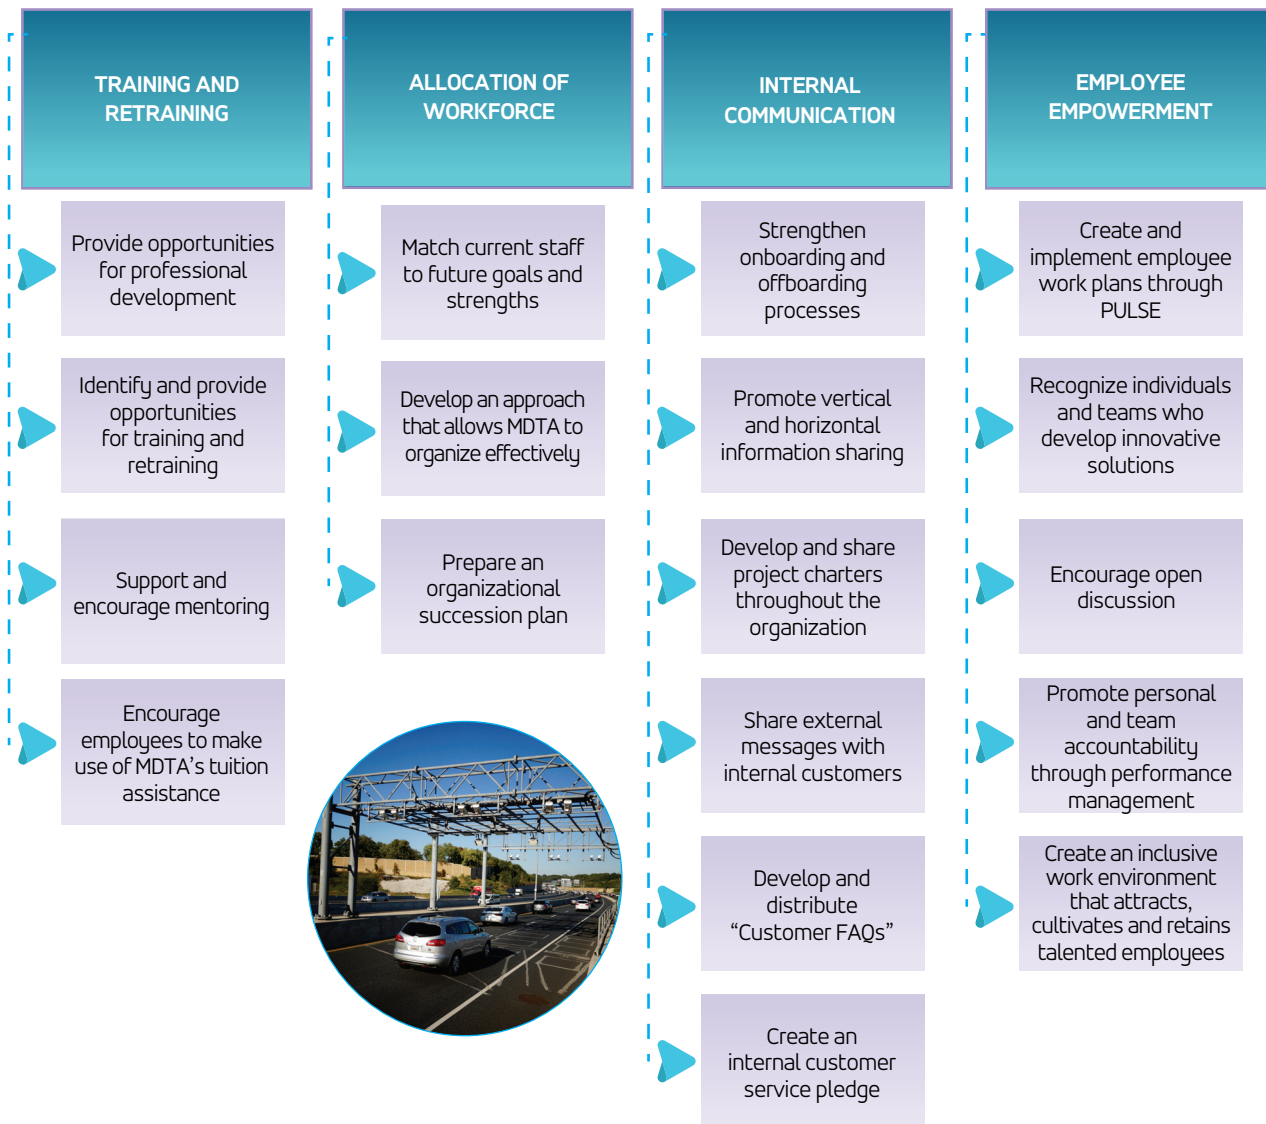 TRAINING AND
RETRAINING
Provide opportunities
for professional
development
Identify and provide
opportunities
for training and
retraining
Support and
encourage mentoring
Encourage
employees to make
use of MDTA’s tuition
assistance
ALLOCATION OF
WORKFORCE
Match current staff
to future goals and
strengths
Develop an approach
that allows MDTA to
organize effectively
Prepare an
organizational
succession plan
INTERNAL
COMMUNICATION
Strengthen
onboarding and
offboarding
processes
Promote vertical
and horizontal
information sharing
Develop and share
project charters
throughout the
organization
Share external
messages with
internal customers
Develop and
distribute
“Customer FAQs”
Create an
internal customer
service pledge
EMPLOYEE
EMPOWERMENT
Create and
implement employee
work plans through
PULSE
Recognize individuals
and teams who
develop innovative
solutions
Encourage open
discussion
Promote personal
and team
accountability
through performance
management
Create an inclusive
work environment
that attracts,
cultivates and retains
talented employees